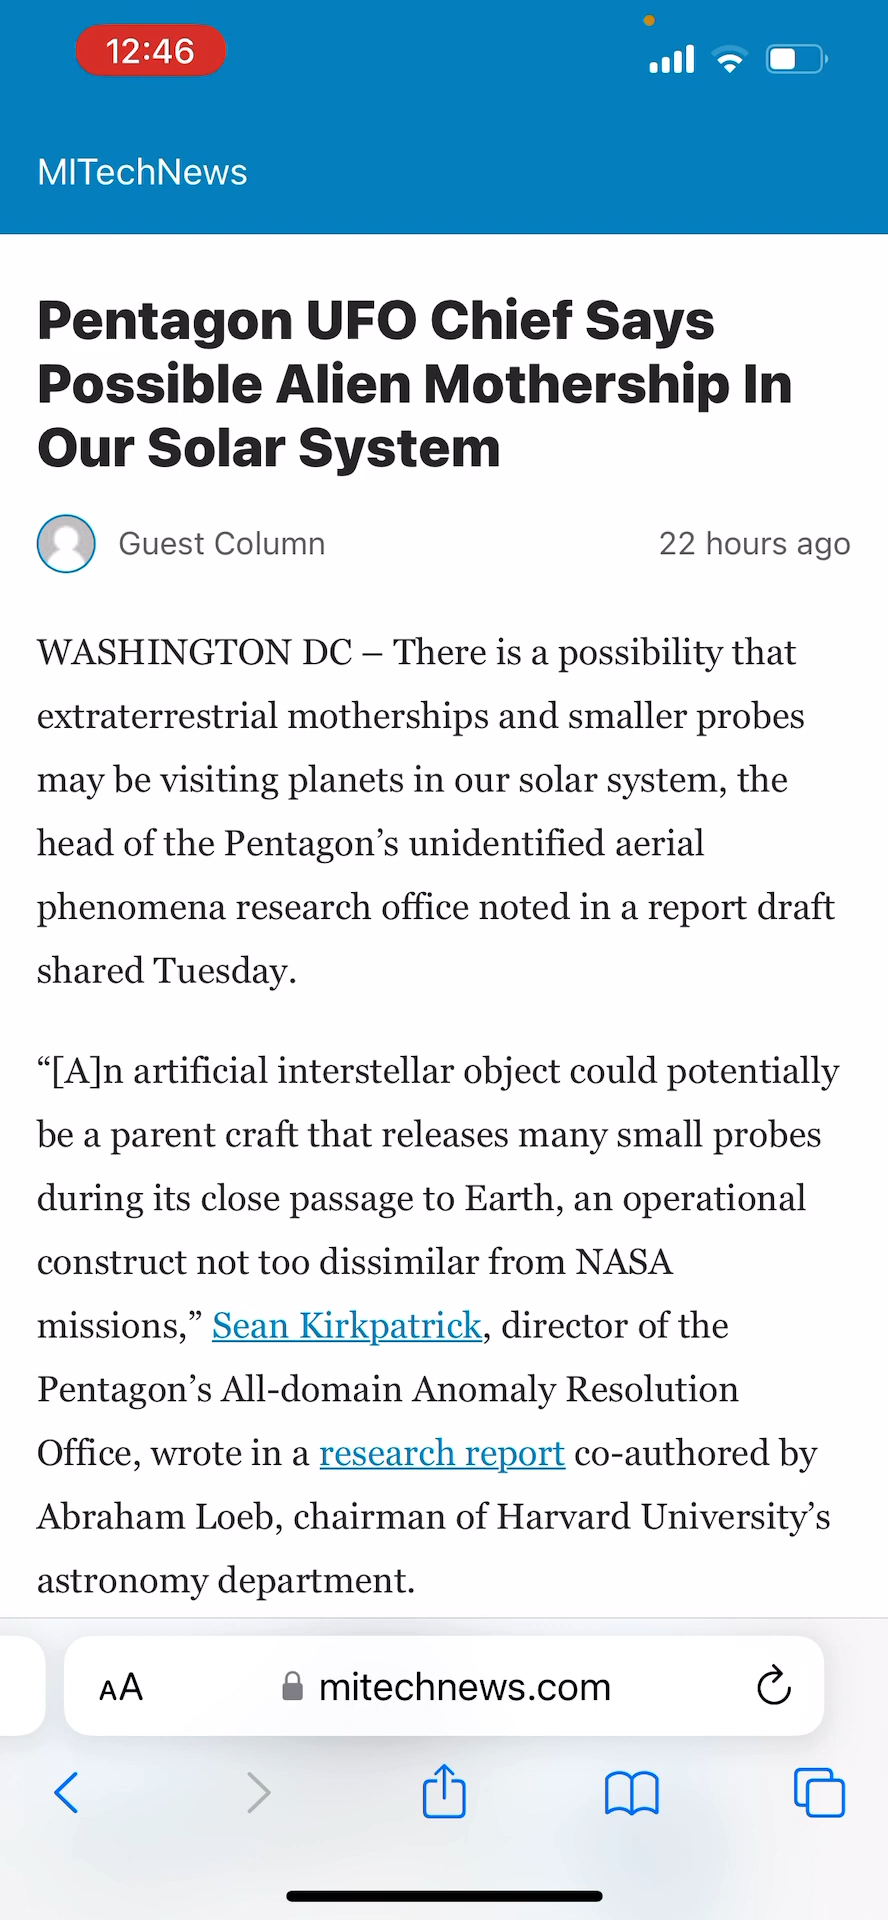 12:46
MITechNews
Pentagon UFO Chief Says
Possible Alien Mothership In
Our Solar System
Guest Column 22 hours ago
WASHINGTON DC – There is a possibility that
extraterrestrial motherships and smaller probes
may be visiting planets in our solar system, the
head of the Pentagon’s unidentified aerial
phenomena research office noted in a report draft
shared Tuesday.
“[A]n artificial interstellar object could potentially
be a parent craft that releases many small probes
during its close passage to Earth, an operational
construct not too dissimilar from NASA
missions,” Sean Kirkpatrick, director of the
Pentagon’s All-domain Anomaly Resolution
Office, wrote in a research report co-authored by
Abraham Loeb, chairman of Harvard University’s
astronomy department.
AA mitechnews.com